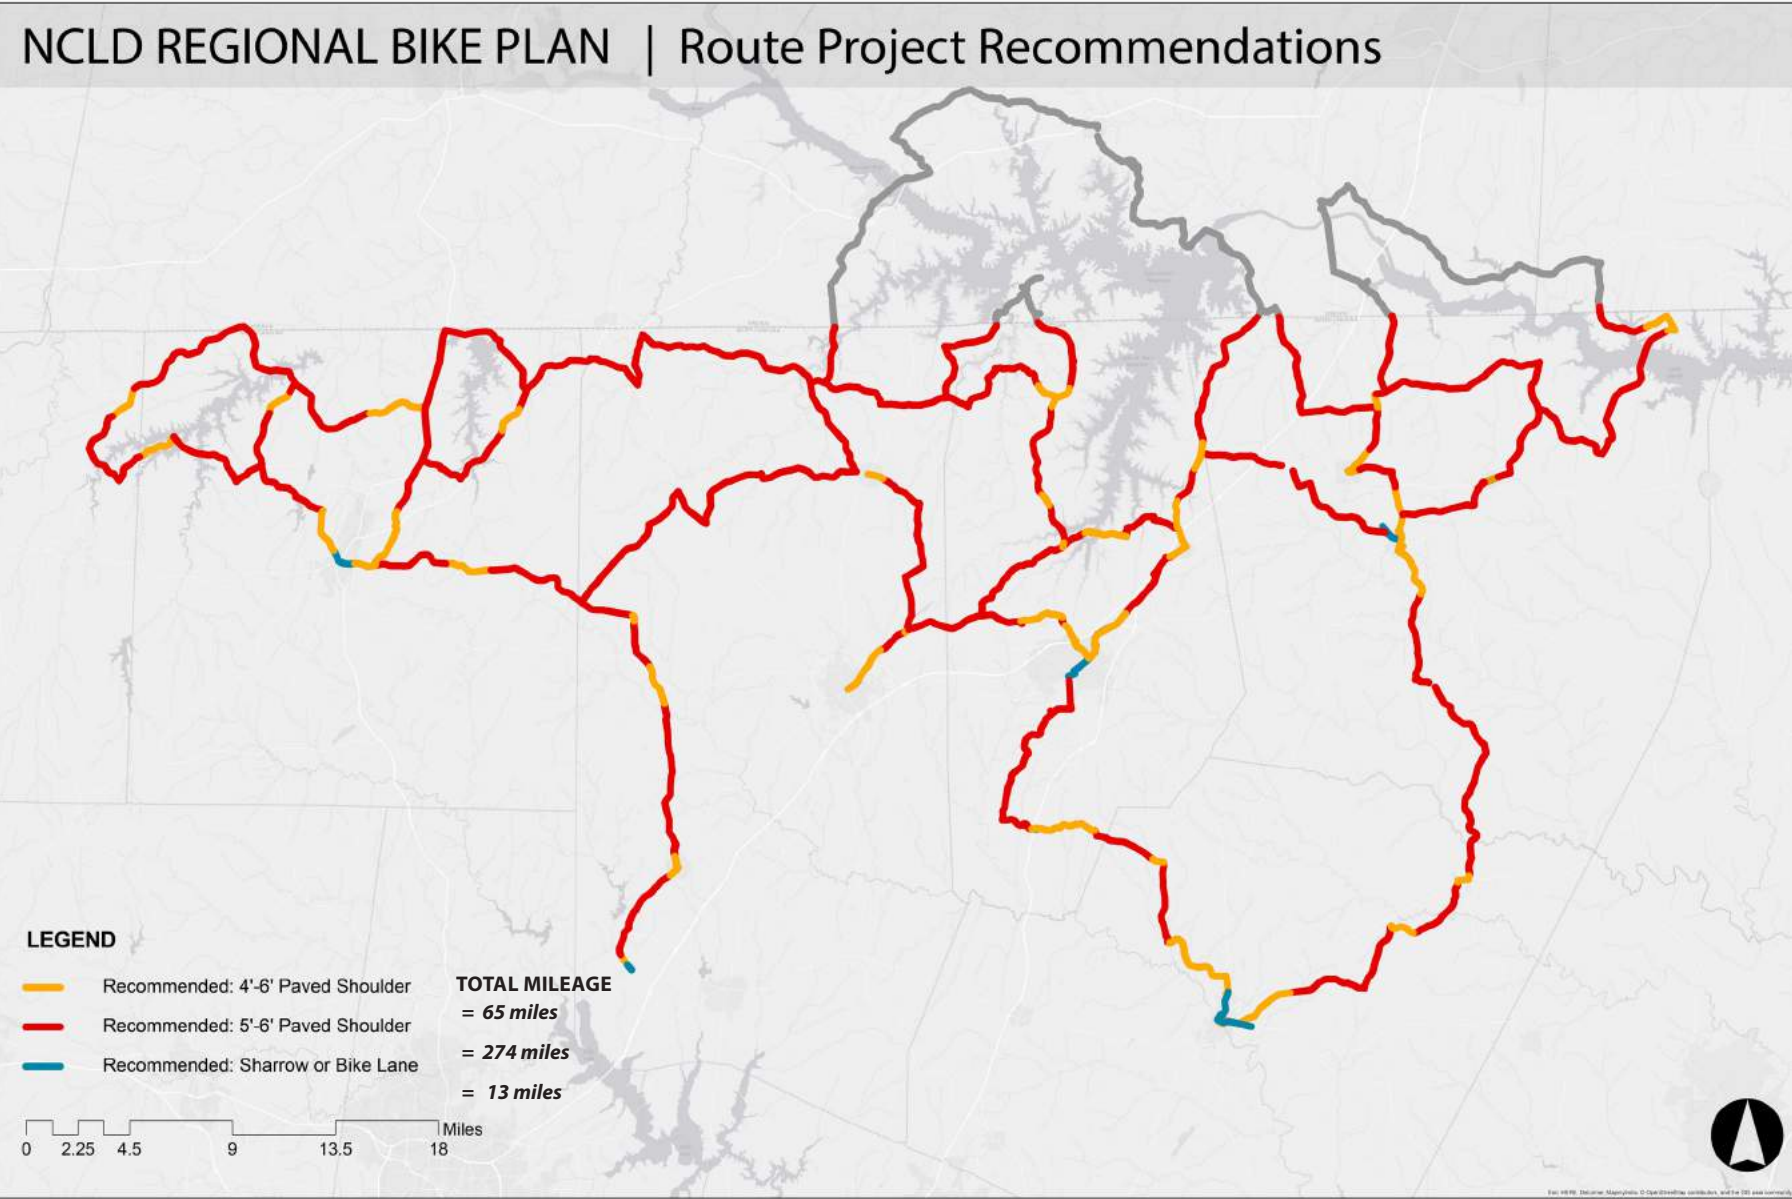 NCLD REGIONAL BIKE PLAN | Route Project Recommendations
LEGEND
Recommended: 4'-6' Paved Shoulder
Recommended: 5'-6' Paved Shoulder
Recommended: Sharrow or Bike Lane
TOTAL MILEAGE
= 65 miles
= 274 miles
= 13 miles
Miles
0 2.25 4.5 9 13.5 18